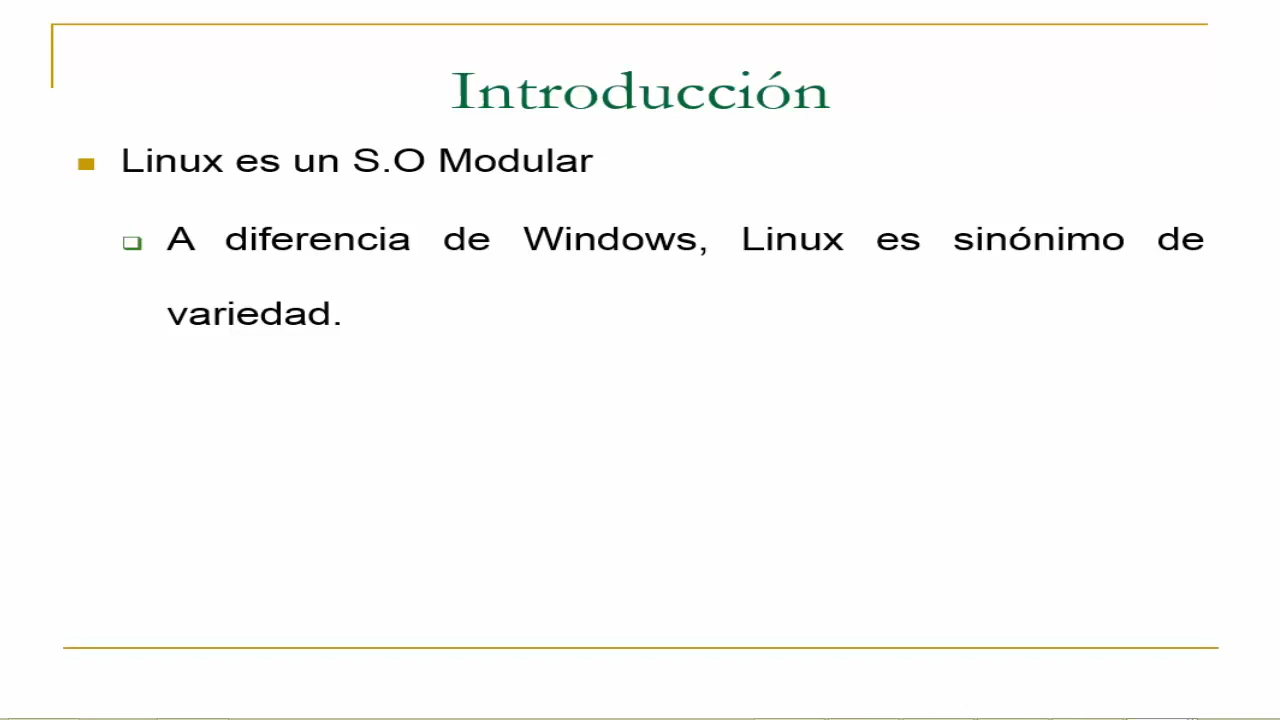 Introducción
Linux es un S.O Modular
A diferencia de Windows, Linux es sinónimo de
variedad.